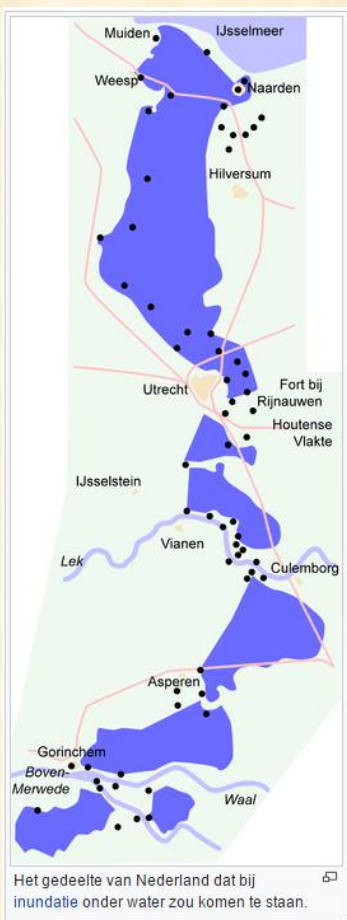 Muiden
IJsselmeer
Weesp
Naarden
Hilversum
Utrecht
Fort bij
Rijnauwen
Houtense
Vlakte
IJsselstein
Vianen
Lek
Culemborg
Asperen
Gorinchem
Boven-
Merwede
Waal
Het gedeelte van Nederland dat bij
inundatie onder water zou komen te staan.